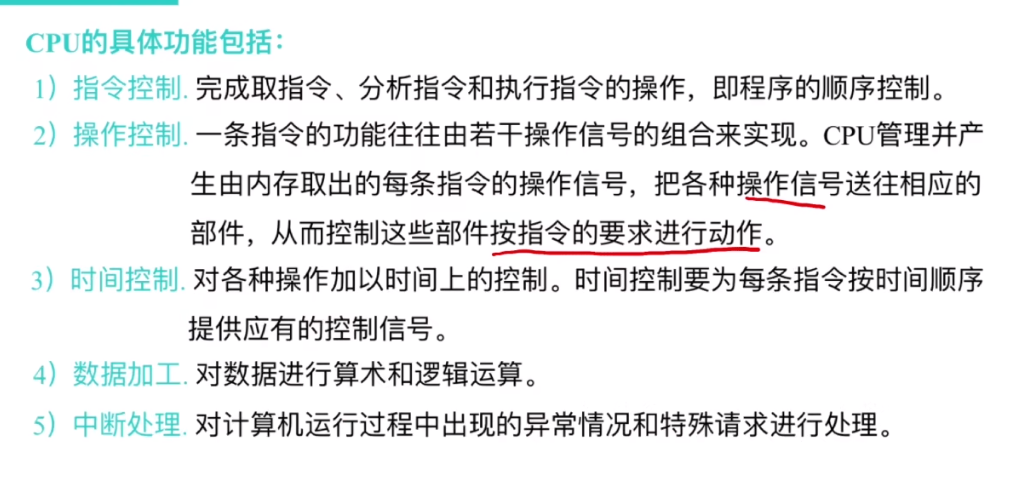 CPU的具体功能包括：
1）指令控制. 完成取指令、分析指令和执行指令的操作，即程序的顺序控制。
2）操作控制. 一条指令的功能往往由若干操作信号的组合来实现。CPU管理并产
生由内存取出的每条指令的操作信号，把各种操作信号送往相应的
部件，从而控制这些部件按指令的要求进行动作。
3）时间控制. 对各种操作加以时间上的控制。时间控制要为每条指令按时间顺序
提供应有的控制信号。
4）数据加工. 对数据进行算术和逻辑运算。
5）中断处理. 对计算机运行过程中出现的异常情况和特殊请求进行处理。